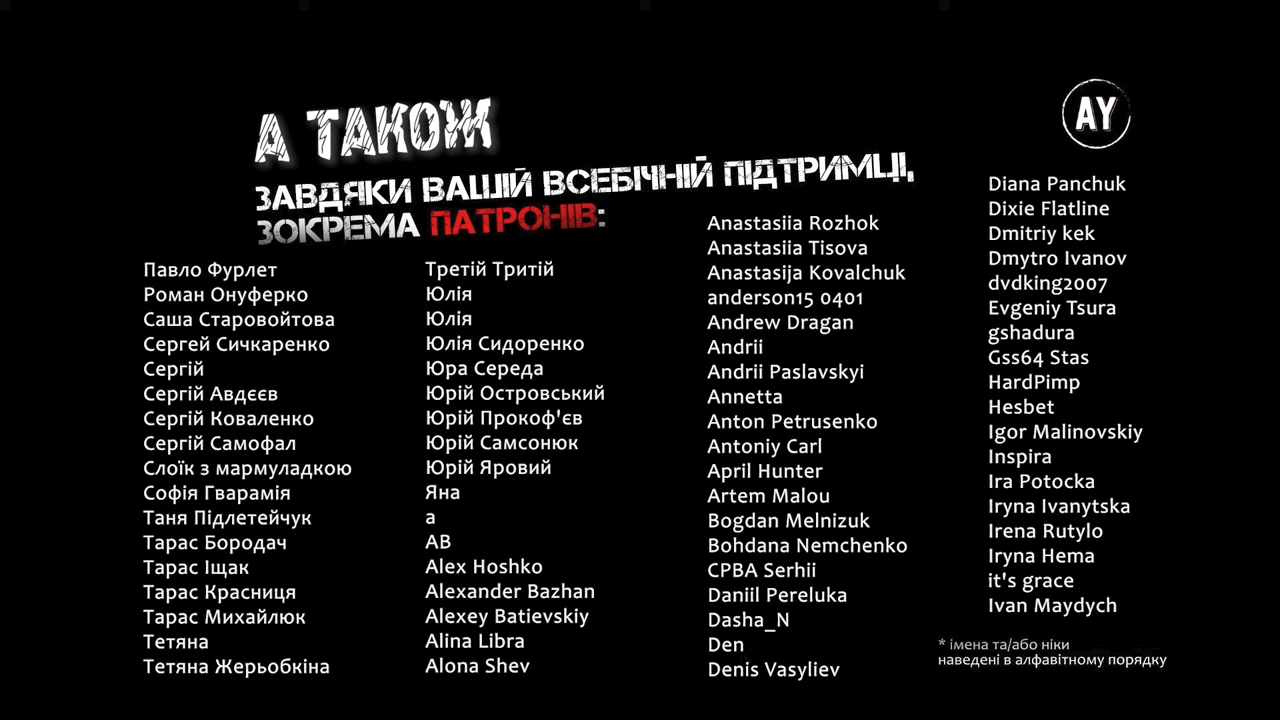 А ТАКОЖ
ЗАВДЯКИ ВАШІЙ ВСЕБІЧНІЙ ПІДТРИМЦІ,
ЗОКРЕМА ПАТРОНІВ:
Павло Фурлет
Роман Онуферко
Саша Старовойтова
Сергей Сичкаренко
Сергій
Сергій Авдєєв
Сергій Коваленко
Сергій Самофал
Слоїк з мармуладкою
Софія Гварамія
Таня Підлетейчук
Тарас Бородач
Тарас Іщак
Тарас Красниця
Тарас Михайлюк
Тетяна
Тетяна Жерьобкіна
Третій Тритій
Юлія
Юлія
Юлія Сидоренко
Юра Середа
Юрій Островський
Юрій Прокоф'єв
Юрій Самсонюк
Юрій Яровий
Яна
a
AB
Alex Hoshko
Alexander Bazhan
Alexey Batievskiy
Alina Libra
Alona Shev
Anastasiia Rozhok
Anastasiia Tisova
Anastasija Kovalchuk
anderson15 0401
Andrew Dragan
Andrii
Andrii Paslavskyi
Annetta
Anton Petrusenko
Antoniy Carl
April Hunter
Artem Malou
Bogdan Melnizuk
Bohdana Nemchenko
CPBA Serhii
Daniil Pereluka
Dasha_N
Den
Denis Vasyliev
AY
Diana Panchuk
Dixie Flatline
Dmitriy kek
Dmytro Ivanov
dvdking2007
Evgeniy Tsura
gshadura
Gss64 Stas
HardPimp
Hesbet
Igor Malinovskiy
Inspira
Ira Potocka
Iryna Ivanytska
Irena Rutylo
Iryna Hema
it's grace
Ivan Maydych
* імена та/або ніки
наведені в алфавітному порядку